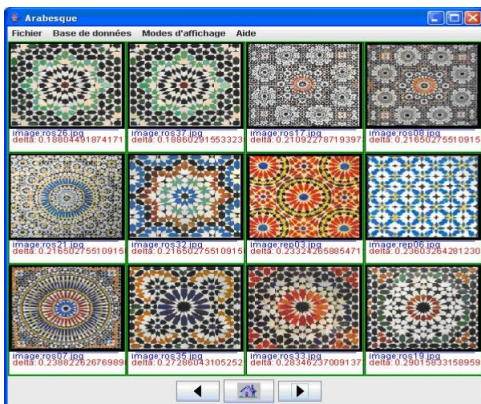 Arabesque
Fichier Base de données Modes d'affichage Aide
image:ros26.jpg image:ros37.jpg image:ros17.jpg image:ros08.jpg
delta: 0.18804491874171 delta: 0.18860291553323 delta: 0.21092278719397 delta: 0.21650275510915
image:ros21.jpg image:ros32.jpg image:rep03.jpg image:rep06.jpg
delta: 0.21650275510915 delta: 0.21650275510915 delta: 0.23324265885471 delta: 0.23603264281230
image:ros07.jpg image:ros35.jpg image:ros33.jpg image:ros19.jpg
delta: 0.23882262676989 delta: 0.27286043105252 delta: 0.28346237009137 delta: 0.29015833158959